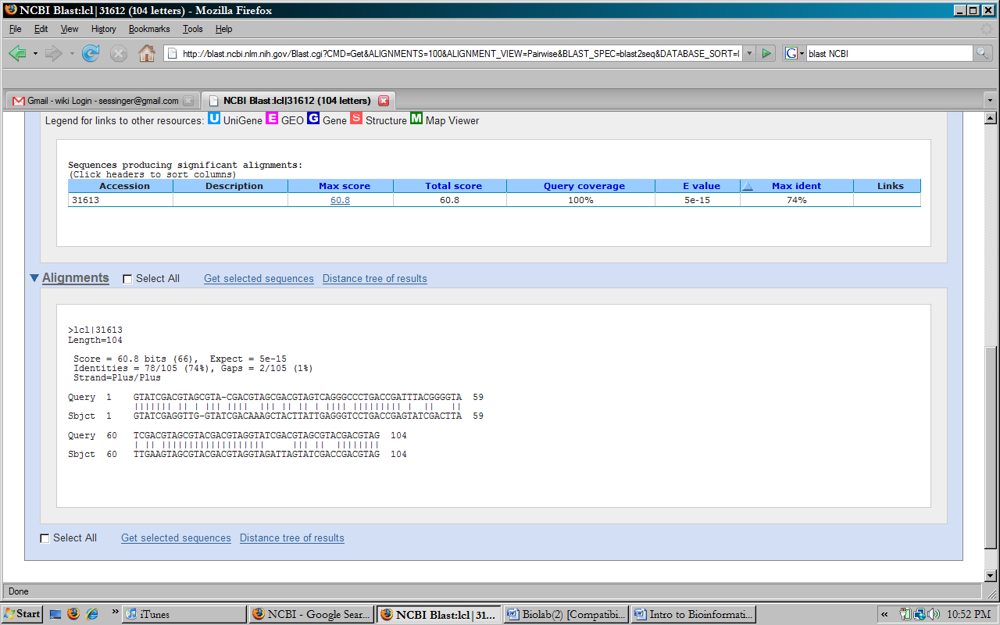 NCBI Blast:lcl|31612 (104 letters) - Mozilla Firefox
File Edit View History Bookmarks Tools Help
http://blast.ncbi.nlm.nih.gov/Blast.cgi?CMD=Get&ALIGNMENTS=100&ALIGNMENT_VIEW=Pairwise&BLAST_SPEC=blast2seq&DATABASE_SORT=( G blast NCBI
Gmail - wiki Login - sessinger@gmail.com NCBI Blast:lcl|31612 (104 letters)
Legend for links to other resources: U UniGene E GEO G Gene S Structure M Map Viewer
Sequences producing significant alignments:
(Click headers to sort columns)
Accession Description Max score Total score Query coverage E value Max ident Links
31613 60.8 60.8 100% 5e-15 74%
Alignments Select All Get selected sequences Distance tree of results
>lcl|31613
Length=104
Score = 60.8 bits (66), Expect = 5e-15
Identities = 78/105 (74%), Gaps = 2/105 (1%)
Strand=Plus/Plus
Query 1 GTATCGACGTAGCGTA-CGACGTAGCGACGTAGTCAGGGCCCTGACCGATTTACGGGGTA 59
||||||| || | ||| |||| ||| || || | |||| ||||||||| | || ||
Sbjct 1 GTATCGAGGTTG-GTATCGACAAAGCTACTTATTGAGGGTCCTGACCGAGTATCGACTTA 59
Query 60 TCGACGTAGCGTACGACGTAGGTATCGACGTAGCGTACGACGTAG 104
| || ||||||||||||||||||| ||| || ||||||||
Sbjct 60 TTGAAGTAGCGTACGACGTAGGTAGATTAGTATCGACCGACGTAG 104
Select All Get selected sequences Distance tree of results
Done
Start » iTunes NCBI - Google Sear... NCBI Blast:lcl|31... Biolab(2) [Compatibi... Intro to Bioinformati... « 10:52 PM